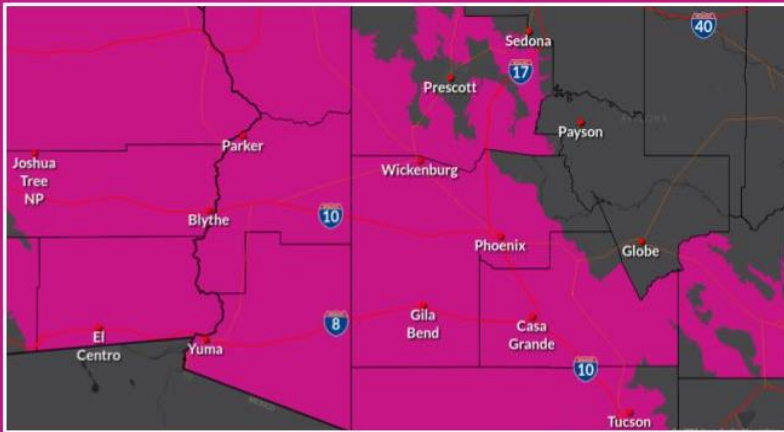 40
Sedona
17
Prescott
Payson
Parker
Joshua
Tree
NP
Wickenburg
Blythe
10
Phoenix
Globe
8
Gila
Bend
Casa
Grande
El
Centro
Yuma
10
MEXICO
Tucson